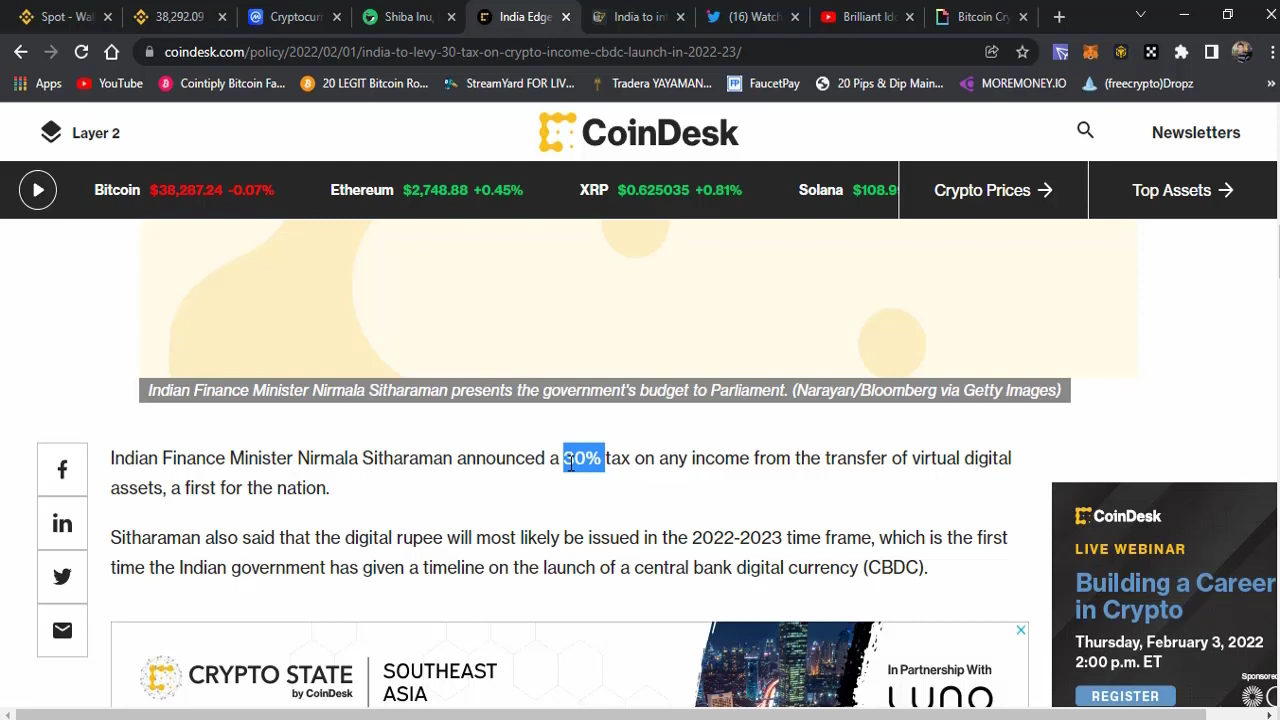 Spot - Wal
38,292.09
Cryptocurr
Shiba Inu,
India Edge
India to in
(16) Watch
Brilliant Id
Bitcoin Cr
coindesk.com/policy/2022/02/01/india-to-levy-30-tax-on-crypto-income-cbdc-launch-in-2022-23/
Apps
YouTube
Cointiply Bitcoin Fa...
20 LEGIT Bitcoin Ro...
StreamYard FOR LIV...
Tradera YAYAMAN...
FaucetPay
20 Pips & Dip Main...
MOREMONEY.IO
(freecrypto)Dropz
Layer 2
CoinDesk
Newsletters
Bitcoin $38,287.24 -0.07%
Ethereum $2,748.88 +0.45%
XRP $0.625035 +0.81%
Solana $108.9
Crypto Prices →
Top Assets →
Indian Finance Minister Nirmala Sitharaman presents the government's budget to Parliament. (Narayan/Bloomberg via Getty Images)
Indian Finance Minister Nirmala Sitharaman announced a 30% tax on any income from the transfer of virtual digital
assets, a first for the nation.
Sitharaman also said that the digital rupee will most likely be issued in the 2022-2023 time frame, which is the first
time the Indian government has given a timeline on the launch of a central bank digital currency (CBDC).
CoinDesk
LIVE WEBINAR
Building a Career
in Crypto
Thursday, February 3, 2022
2:00 p.m. ET
Sponsore
REGISTER
CRYPTO STATE
by CoinDesk
SOUTHEAST
ASIA
In Partnership With
LUNO